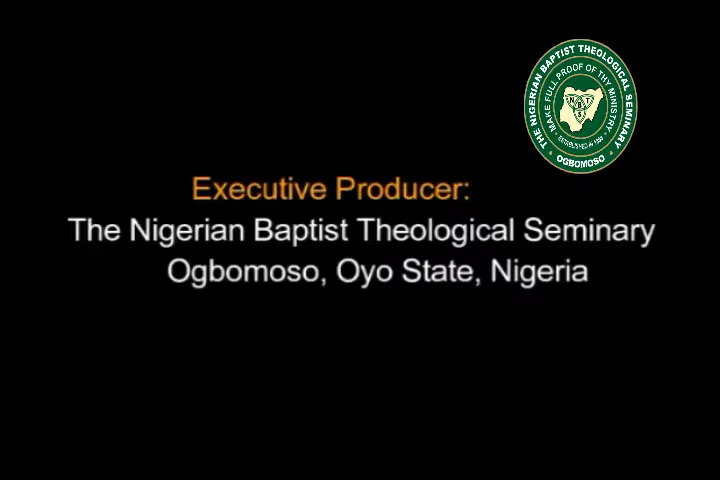 THE NIGERIAN BAPTIST THEOLOGICAL SEMINARY
MAKE FULL PROOF OF THY MINISTRY
OGBOMOSO
Executive Producer:
The Nigerian Baptist Theological Seminary
Ogbomoso, Oyo State, Nigeria